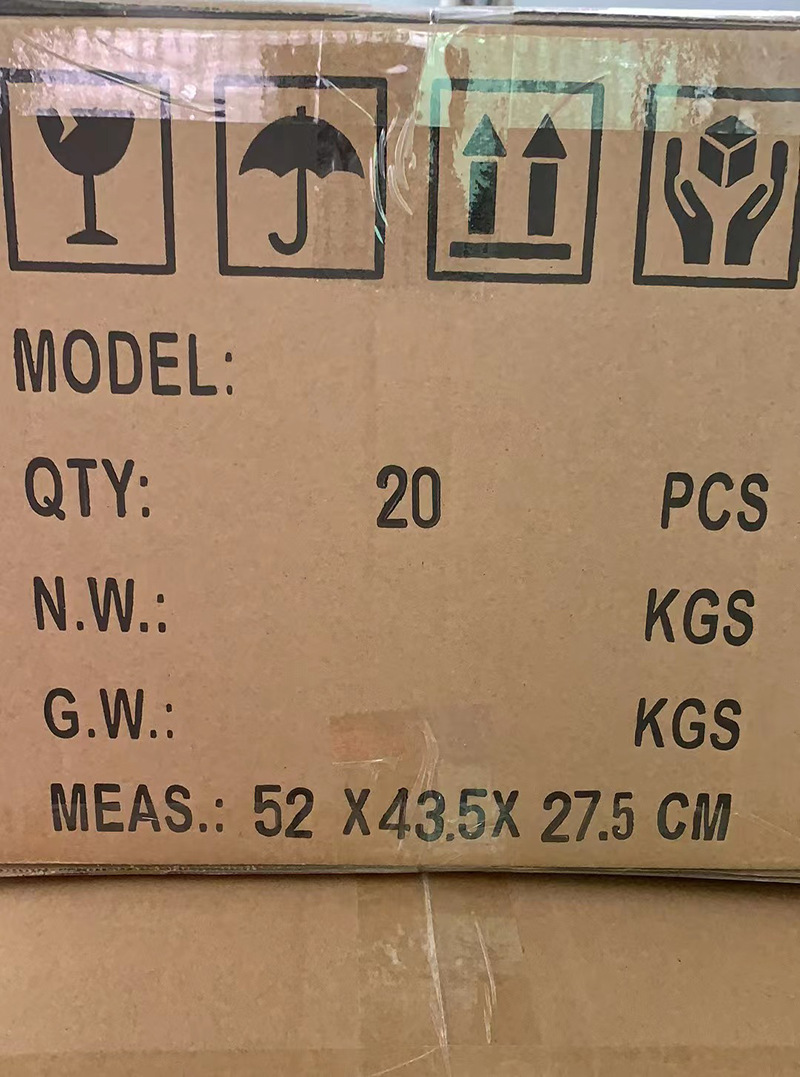 MODEL:
QTY: 20 PCS
N.W.: KGS
G.W.: KGS
MEAS.: 52 X43.5X 27.5 CM